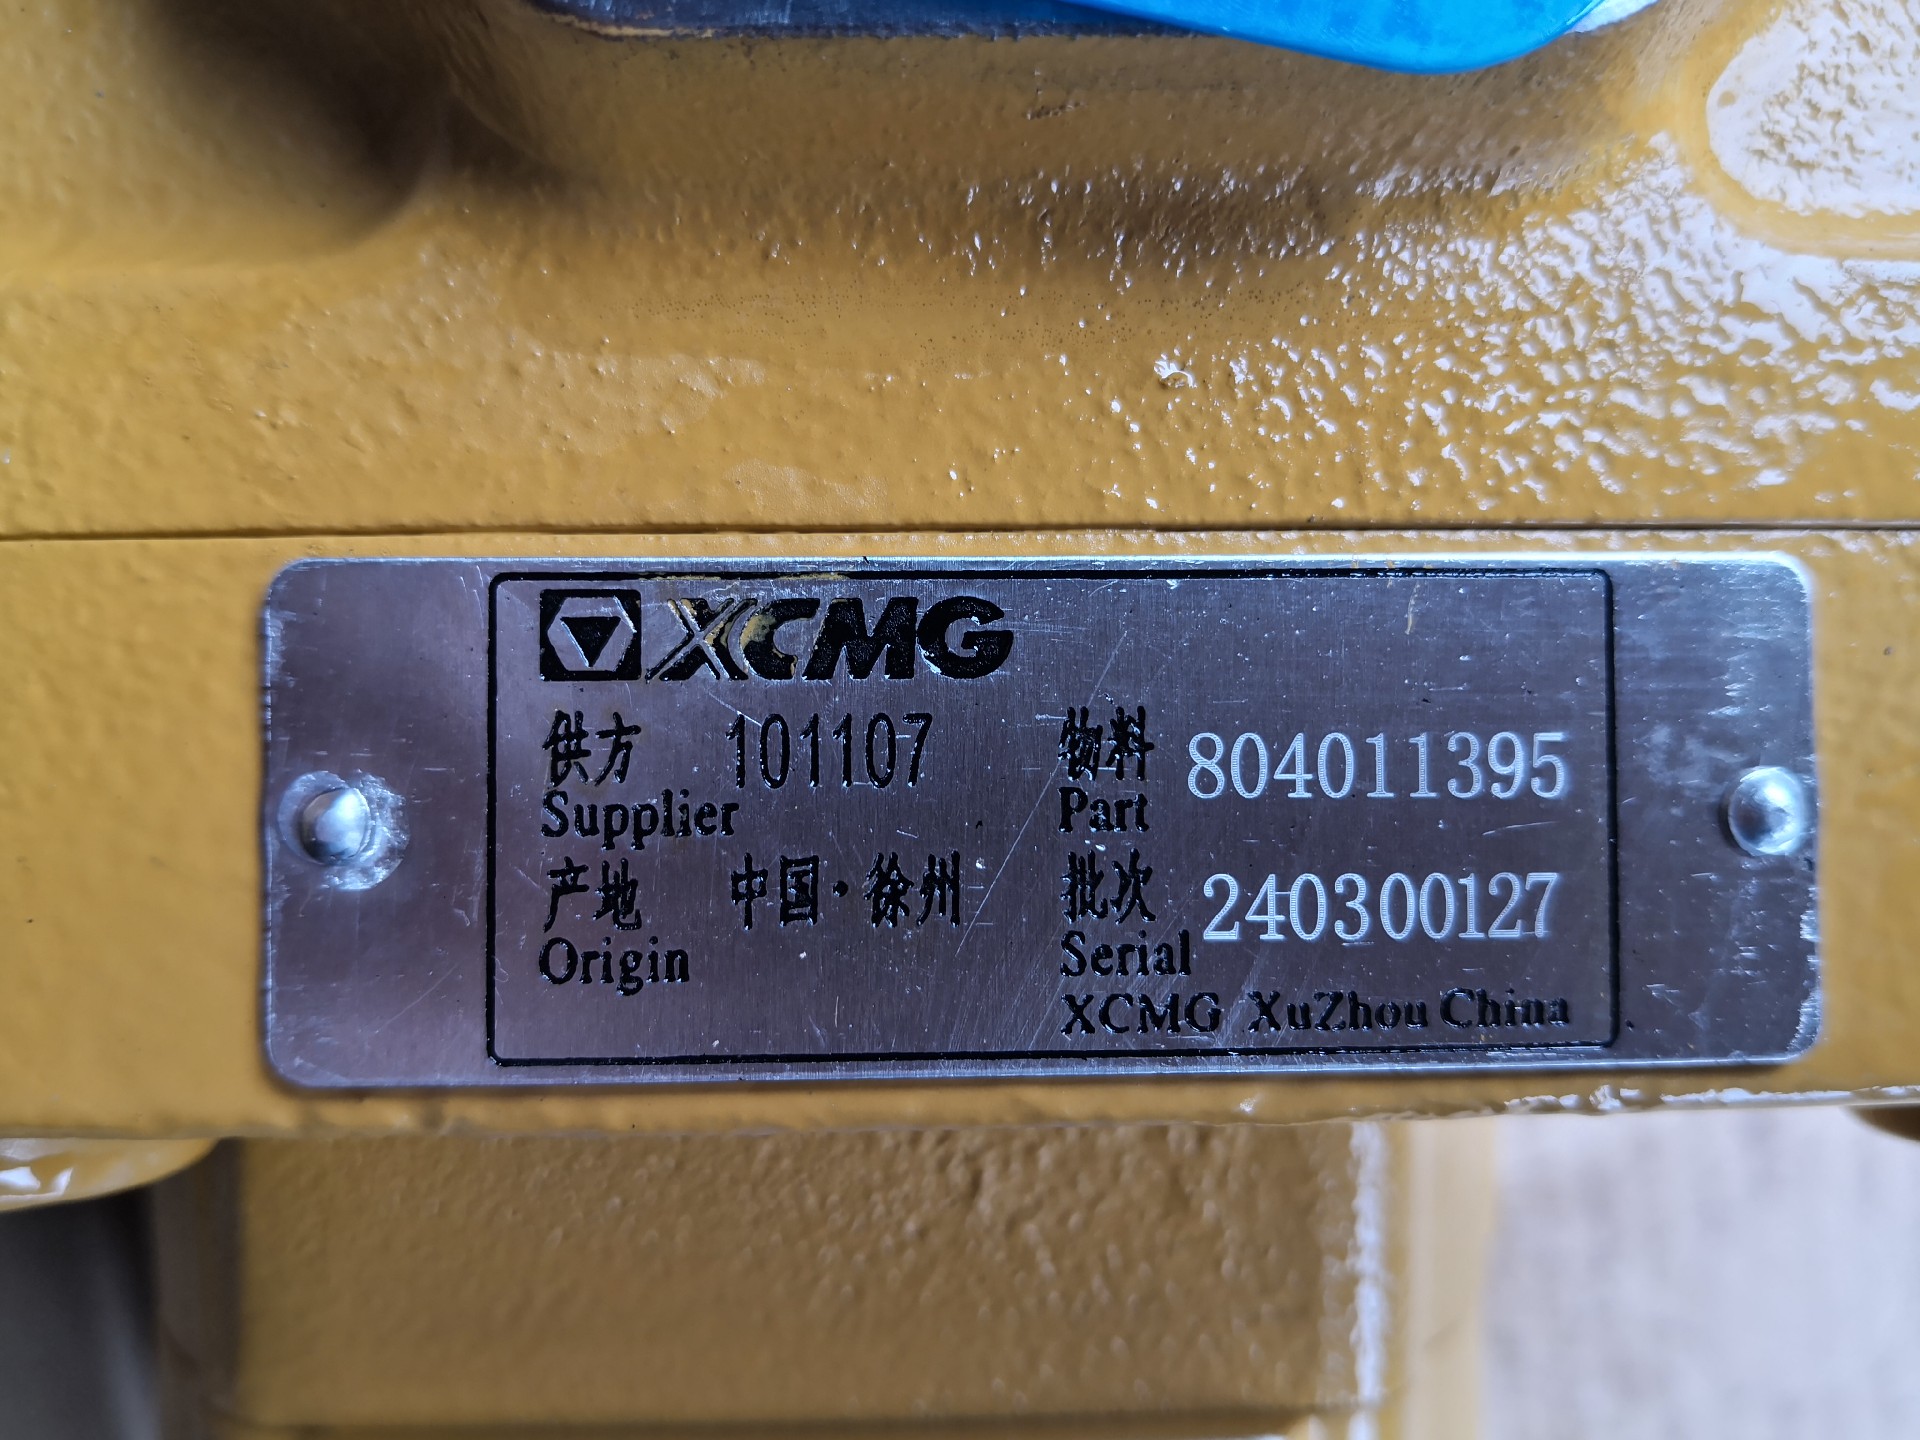 XCMG
供方 101107 物料 804011395
Supplier Part
产地 中国·徐州 批次 240300127
Origin Serial
XCMG XuZhou China